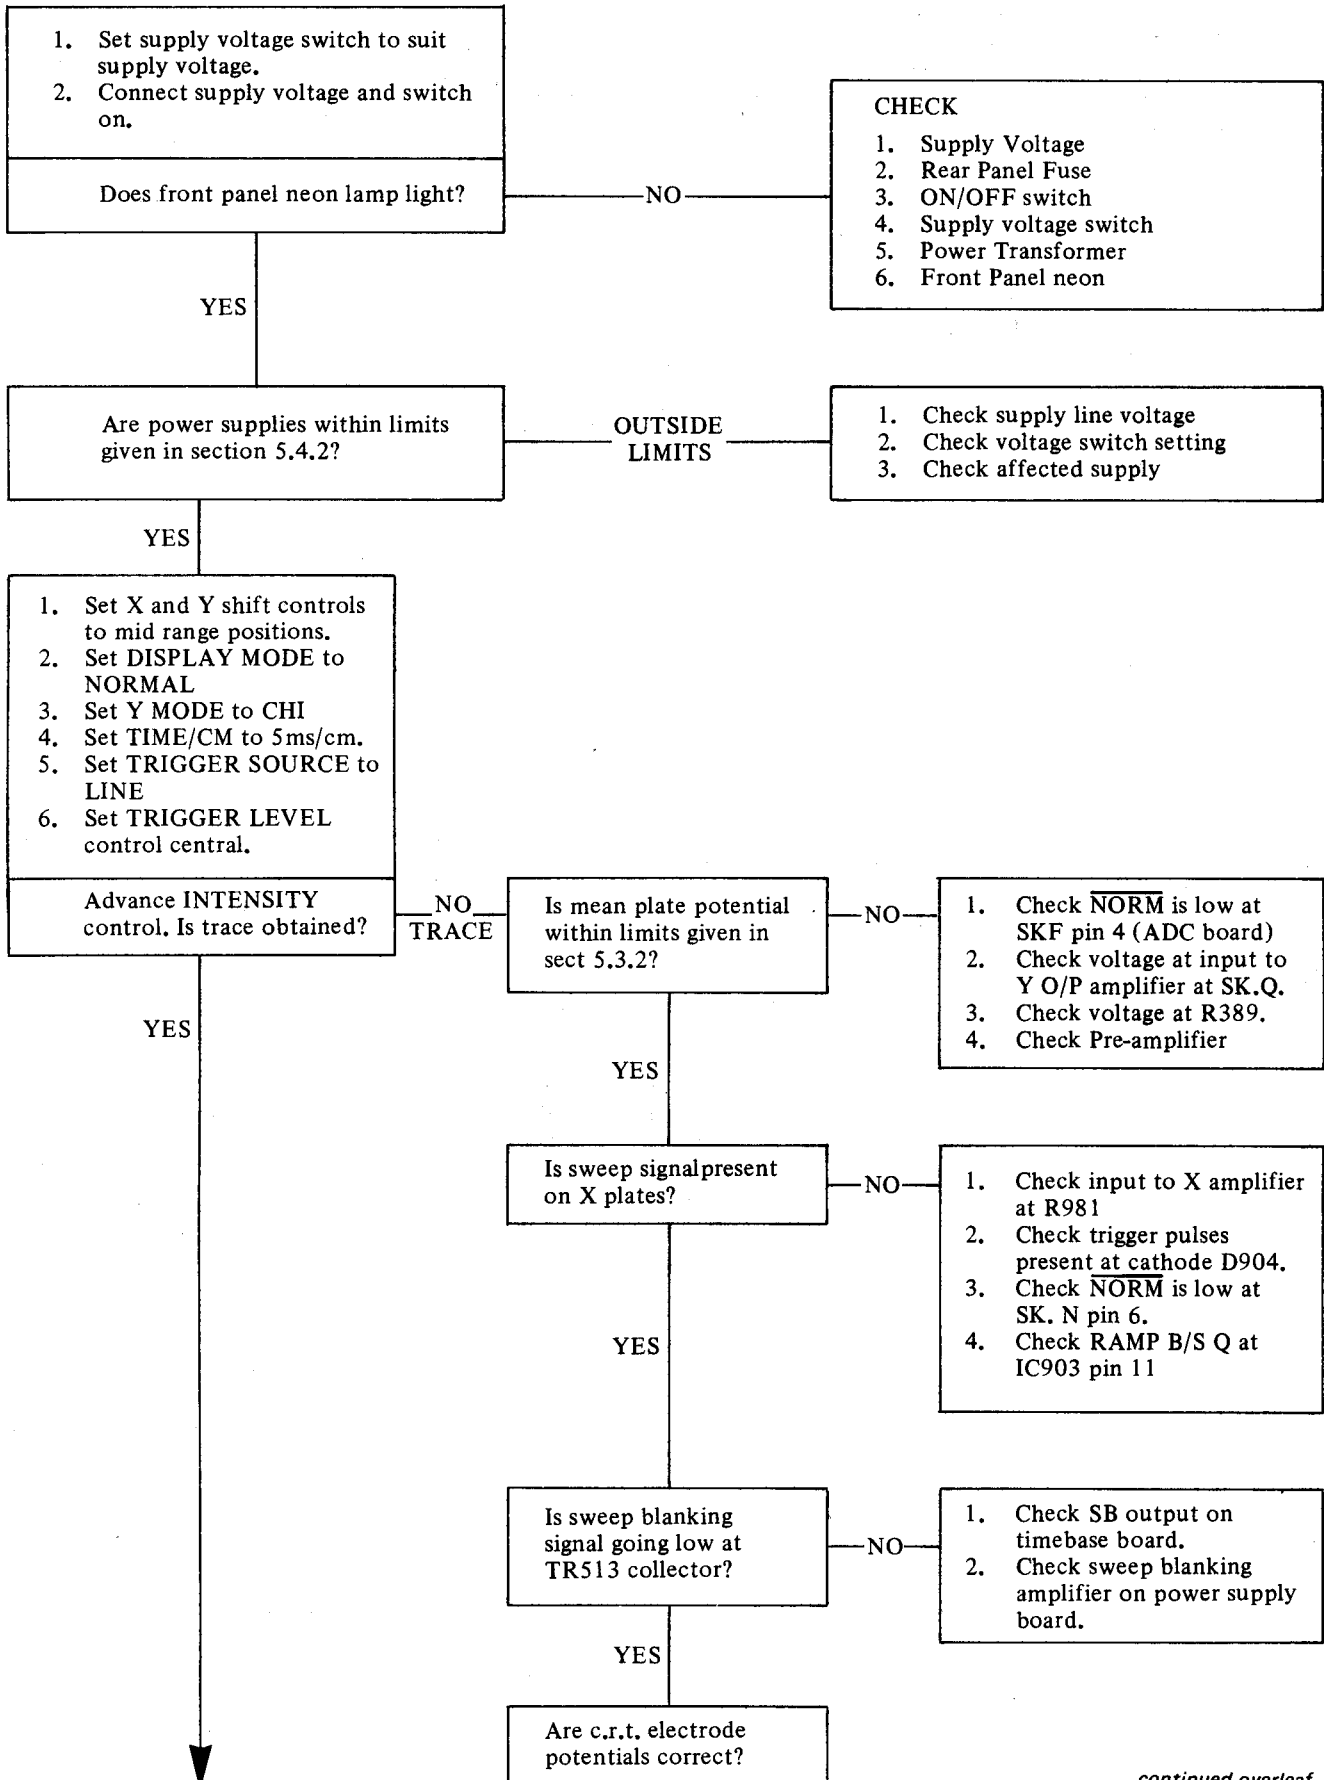 1. Set supply voltage switch to suit
supply voltage.
2. Connect supply voltage and switch
on.
Does front panel neon lamp light?
NO
CHECK
1. Supply Voltage
2. Rear Panel Fuse
3. ON/OFF switch
4. Supply voltage switch
5. Power Transformer
6. Front Panel neon
YES
Are power supplies within limits
given in section 5.4.2?
OUTSIDE
LIMITS
1. Check supply line voltage
2. Check voltage switch setting
3. Check affected supply
YES
1. Set X and Y shift controls
to mid range positions.
2. Set DISPLAY MODE to
NORMAL
3. Set Y MODE to CHI
4. Set TIME/CM to 5ms/cm.
5. Set TRIGGER SOURCE to
LINE
6. Set TRIGGER LEVEL
control central.
Advance INTENSITY
control. Is trace obtained?
NO
TRACE
Is mean plate potential
within limits given in
sect 5.3.2?
NO
1. Check N̅O̅R̅M̅ is low at
SKF pin 4 (ADC board)
2. Check voltage at input to
Y O/P amplifier at SK.Q.
3. Check voltage at R389.
4. Check Pre-amplifier
YES
YES
Is sweep signalpresent
on X plates?
NO
1. Check input to X amplifier
at R981
2. Check trigger pulses
present at cathode D904.
3. Check N̅O̅R̅M̅ is low at
SK. N pin 6.
4. Check RAMP B/S Q at
IC903 pin 11
YES
Is sweep blanking
signal going low at
TR513 collector?
NO
1. Check SB output on
timebase board.
2. Check sweep blanking
amplifier on power supply
board.
YES
Are c.r.t. electrode
potentials correct?
continued overleaf